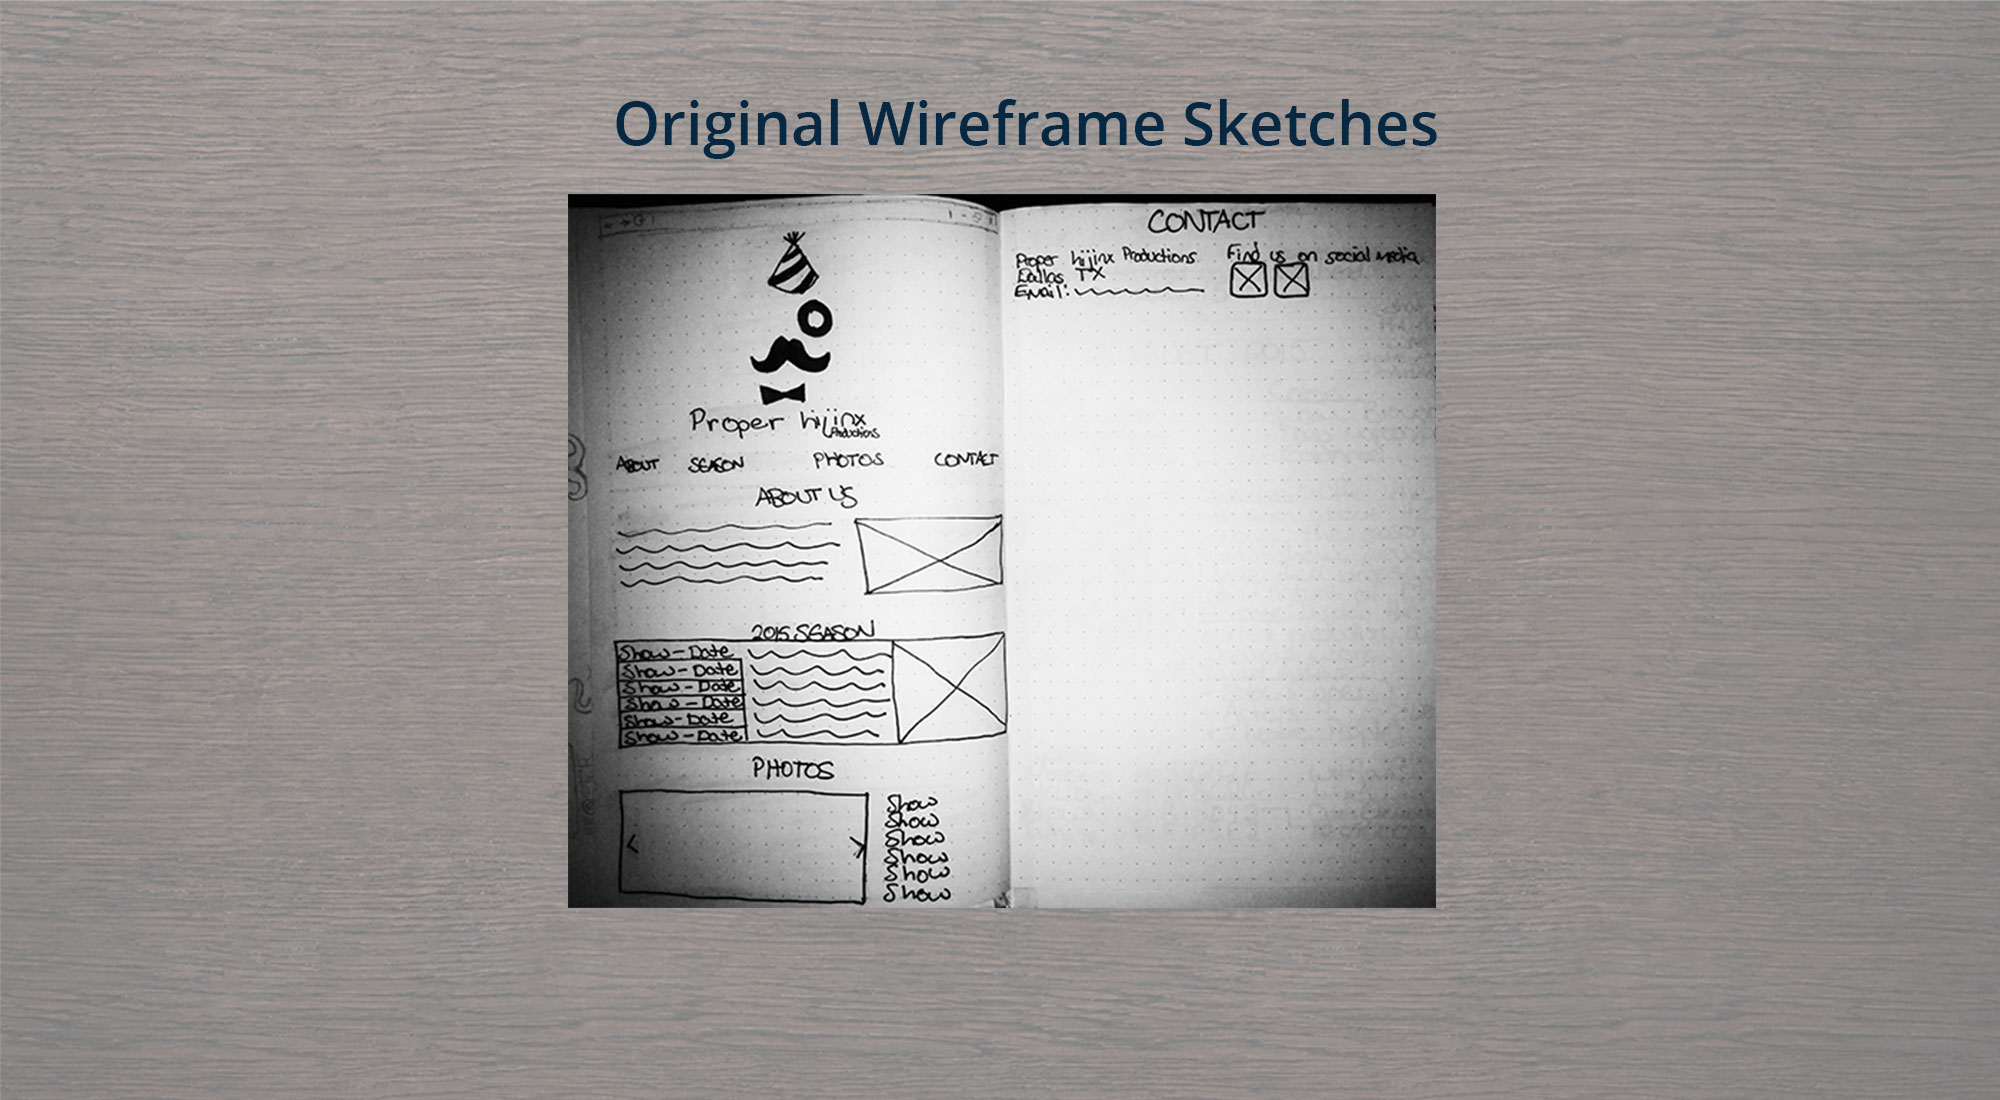 Original Wireframe Sketches
Proper hijinx
Productions
ABOUT SEASON PHOTOS CONTACT
ABOUT US
2015 SEASON
Show - Date
Show - Date
Show - Date
Show - Date
Show - Date
Show - Date
PHOTOS
Show
Show
Show
Show
Show
Show
CONTACT
Proper hijinx Productions
Dallas TX
Email:
Find us on social media